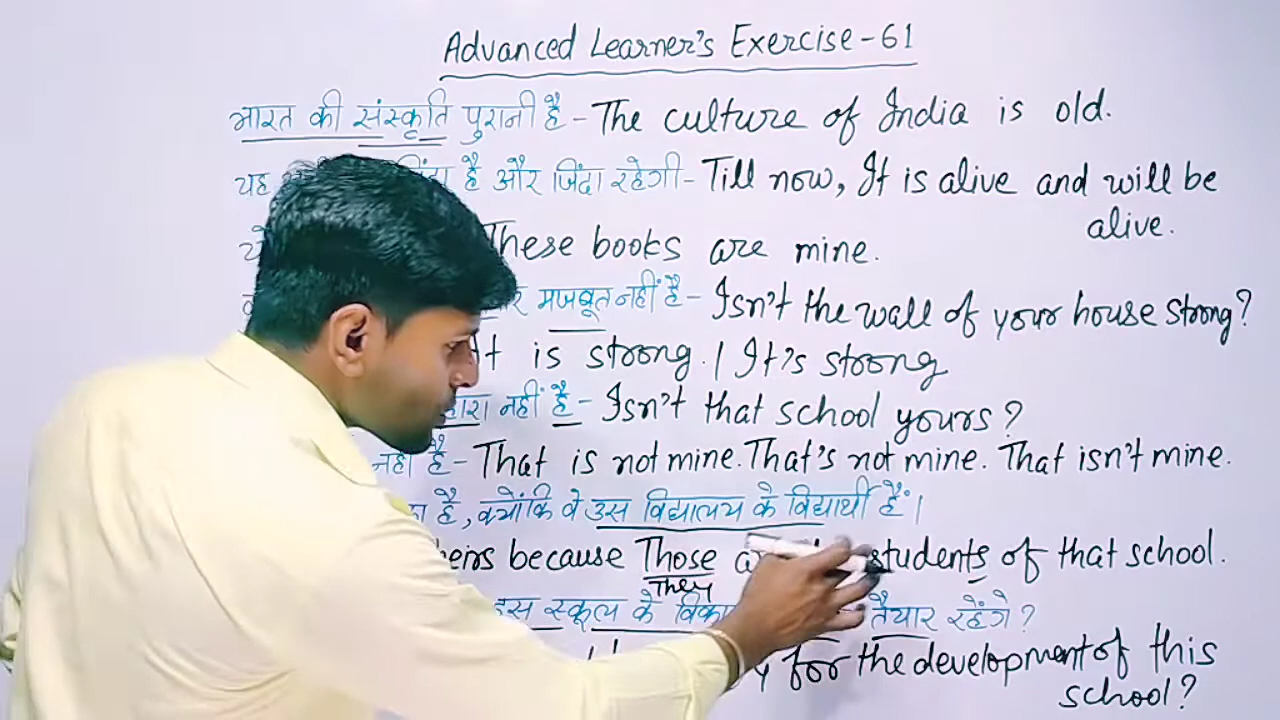 Advanced Learner's Exercise-61
भारत की संस्कृति पुरानी है - The culture of India is old.
यह है और जिंदा रहेगी - Till now, It is alive and will be
alive.
These books are mine.
मजबूत नहीं है - Isn't the wall of your house strong?
It is strong. / It's strong
नहीं है - Isn't that school yours?
नहीं है - That is not mine. That's not mine. That isn't mine.
है, क्योंकि वे उस विद्यालय के विद्यार्थी हैं।
because Those students of that school.
They
इस स्कूल के तैयार रहेंगे?
for the development of this
school?